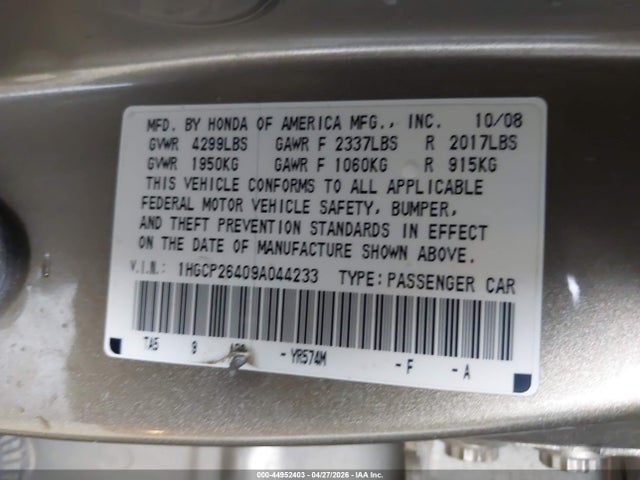 MFD. BY HONDA OF AMERICA MFG., INC. 10/08
GVWR 4299LBS GAWR F 2337LBS R 2017LBS
GVWR 1950KG GAWR F 1060KG R 915KG
THIS VEHICLE CONFORMS TO ALL APPLICABLE
FEDERAL MOTOR VEHICLE SAFETY, BUMPER,
AND THEFT PREVENTION STANDARDS IN EFFECT
ON THE DATE OF MANUFACTURE SHOWN ABOVE.
V.I.N.: 1HGCP26409A044233 TYPE: PASSENGER CAR
TA5 9 - YR574M - F - A
000-44952403 - 04/27/2026 - IAA Inc.